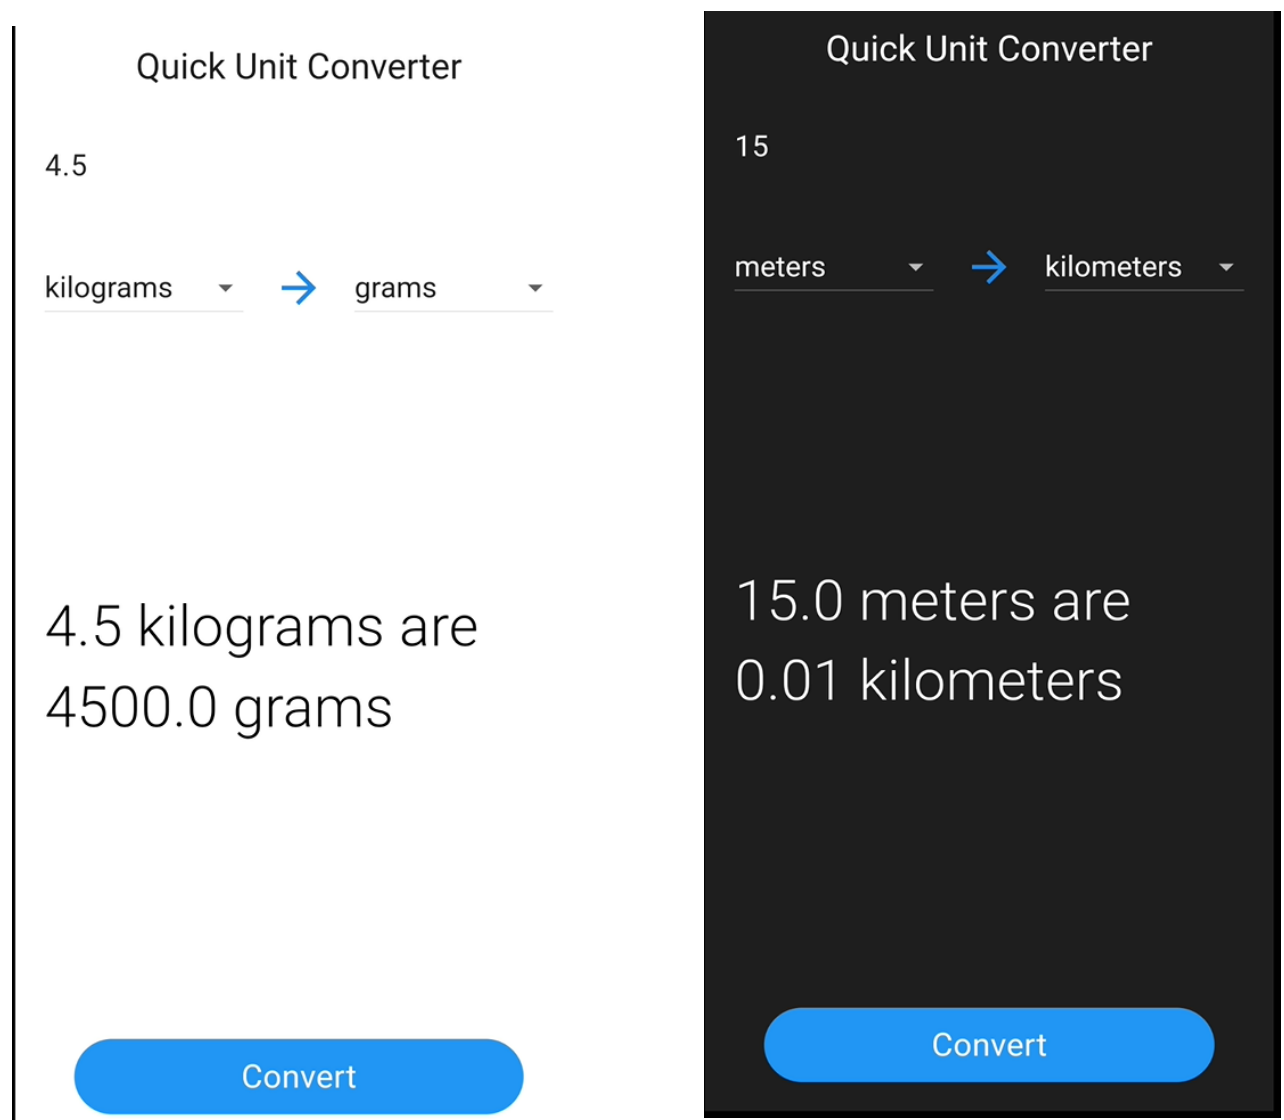 Quick Unit Converter
4.5
kilograms
grams
4.5 kilograms are
4500.0 grams
Convert
Quick Unit Converter
15
meters
kilometers
15.0 meters are
0.01 kilometers
Convert